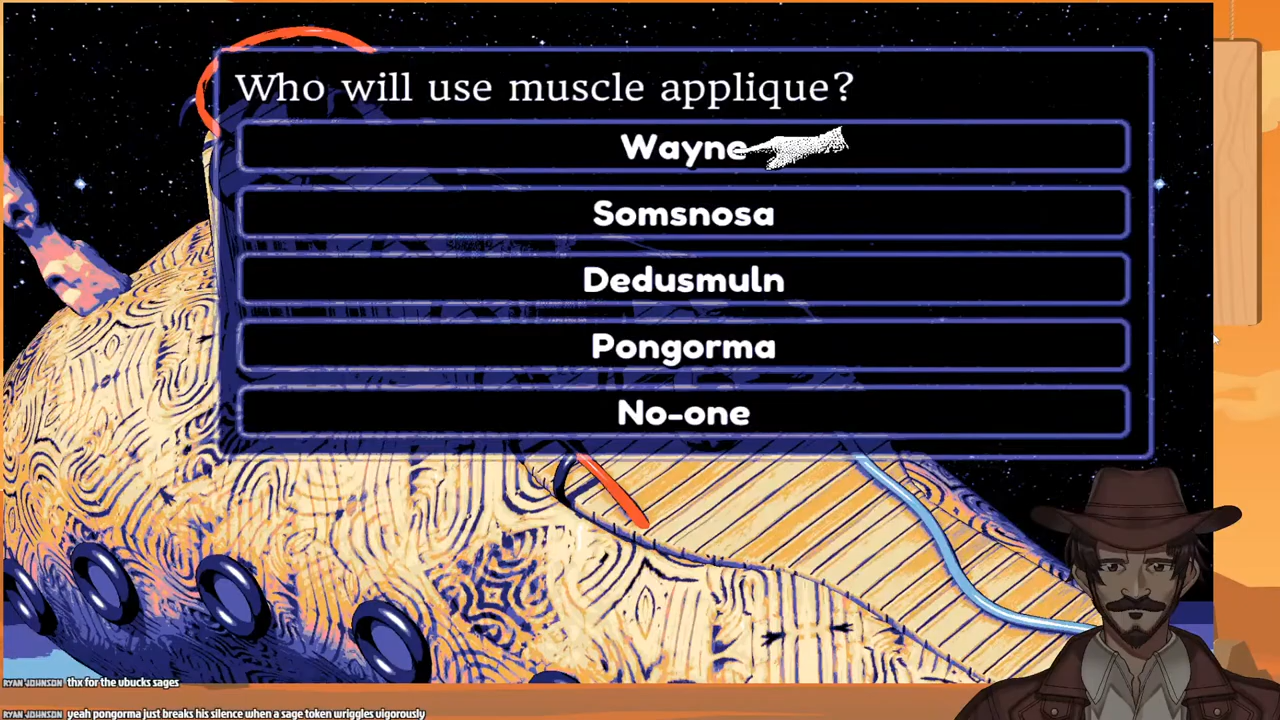 Who will use muscle applique?
Wayne
Somsnosa
Dedusmuln
Pongorma
No-one
RYAN JOHNSON thx for the ubucks sages
RYAN JOHNSON yeah pongorma just breaks his silence when a sage token wriggles vigorously